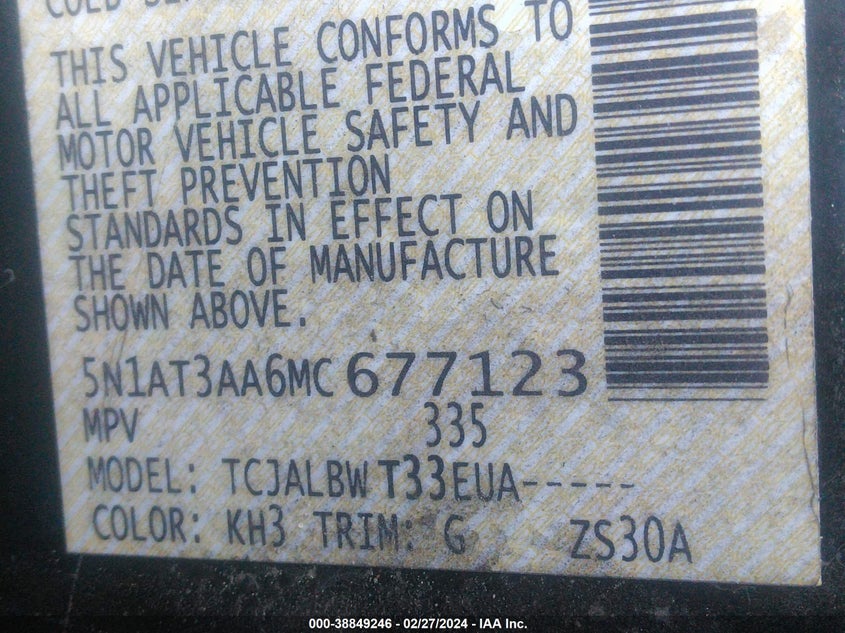 THIS VEHICLE CONFORMS TO
ALL APPLICABLE FEDERAL
MOTOR VEHICLE SAFETY AND
THEFT PREVENTION
STANDARDS IN EFFECT ON
THE DATE OF MANUFACTURE
SHOWN ABOVE.
5N1AT3AA6MC 677123
MPV 335
MODEL: TCJALBW T33EUA-----
COLOR: KH3 TRIM: G ZS30A
000-38849246 - 02/27/2024 - IAA Inc.